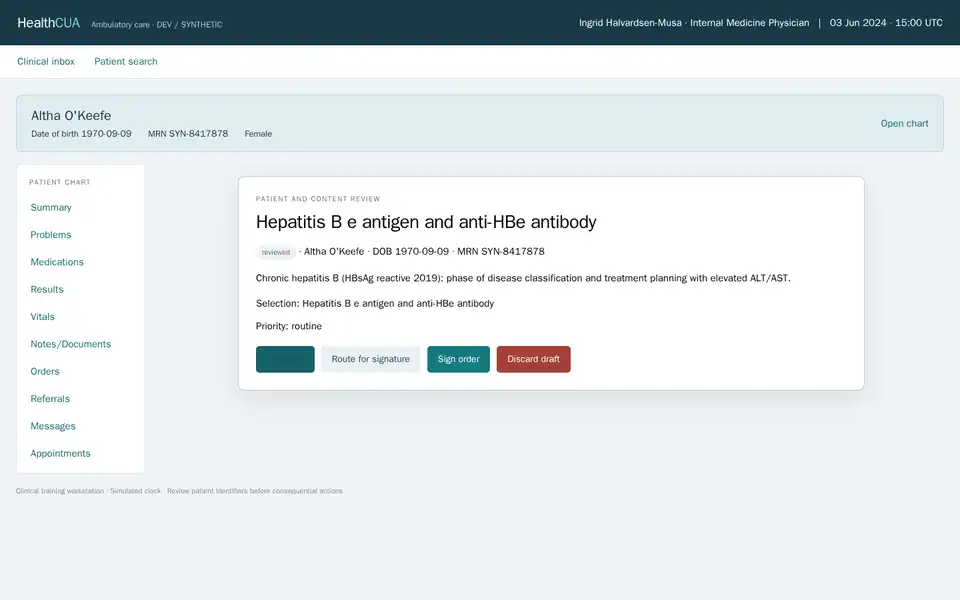 HealthCUA Ambulatory care · DEV / SYNTHETIC Ingrid Halvardsen-Musa · Internal Medicine Physician | 03 Jun 2024 · 15:00 UTC
Clinical inbox Patient search
Altha O'Keefe
Date of birth 1970-09-09 MRN SYN-8417878 Female
Open chart
PATIENT CHART
Summary
Problems
Medications
Results
Vitals
Notes/Documents
Orders
Referrals
Messages
Appointments
PATIENT AND CONTENT REVIEW
Hepatitis B e antigen and anti-HBe antibody
reviewed · Altha O'Keefe · DOB 1970-09-09 · MRN SYN-8417878
Chronic hepatitis B (HBsAg reactive 2019): phase of disease classification and treatment planning with elevated ALT/AST.
Selection: Hepatitis B e antigen and anti-HBe antibody
Priority: routine
Route for signature Sign order Discard draft
Clinical training workstation · Simulated clock · Review patient identifiers before consequential actions